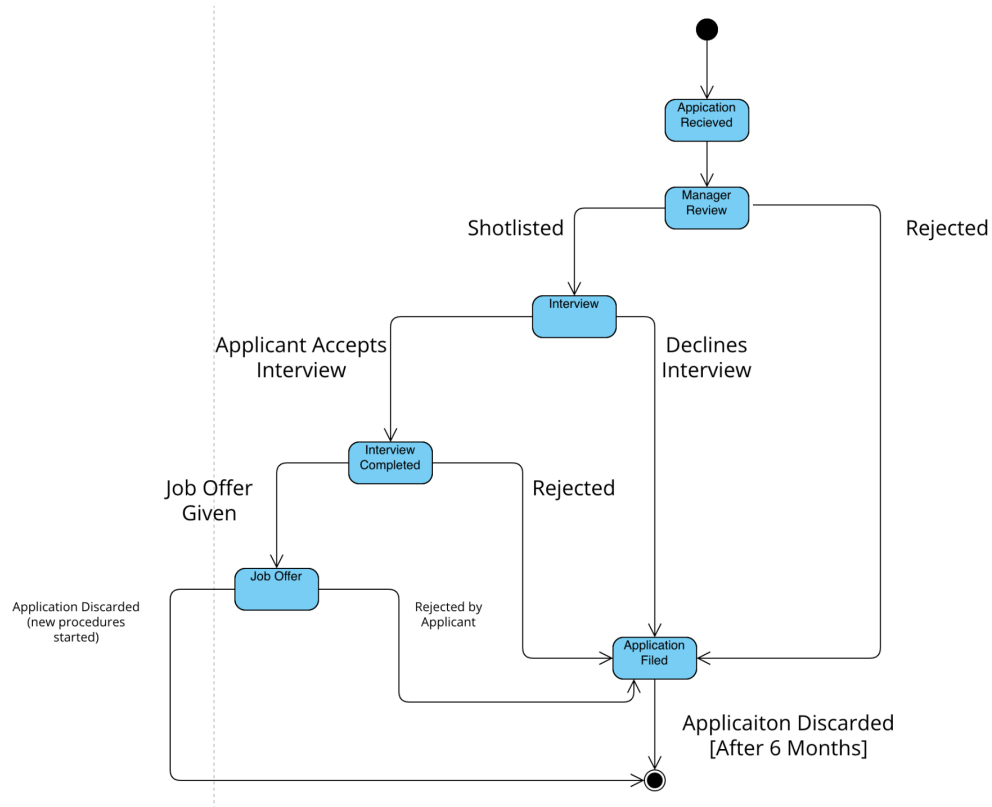 Appication
Recieved
Manager
Review
Shotlisted
Rejected
Interview
Applicant Accepts
Interview
Declines
Interview
Interview
Completed
Job Offer
Given
Rejected
Job Offer
Application Discarded
(new procedures
started)
Rejected by
Applicant
Application
Filed
Applicaiton Discarded
[After 6 Months]